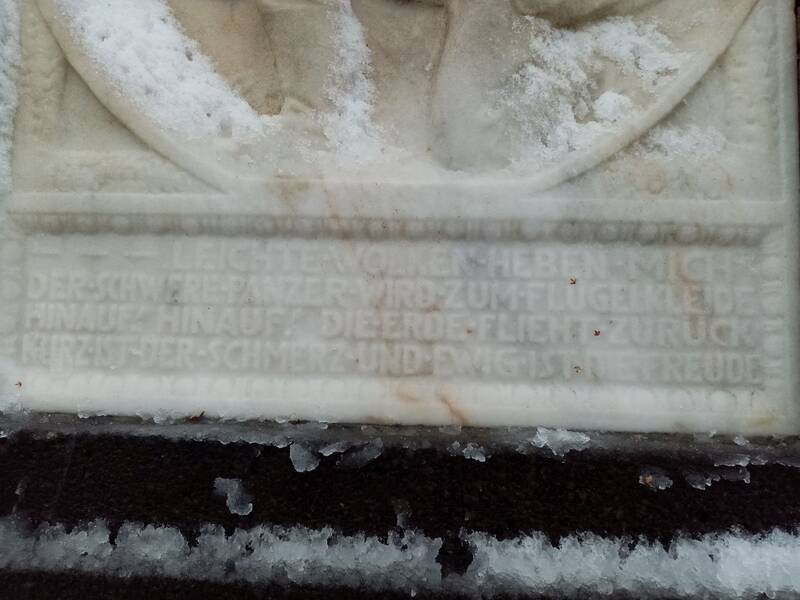 — — — LEICHTE·WOLKEN·HEBEN·MICH
DER·SCHWERE·PANZER·WIRD·ZUM·FLÜGELKLEIDE
HINAUF! HINAUF! DIE·ERDE·FLIEHT·ZURÜCK
KURZ·IST·DER·SCHMERZ·UND·EWIG·IST·DIE·FREUDE